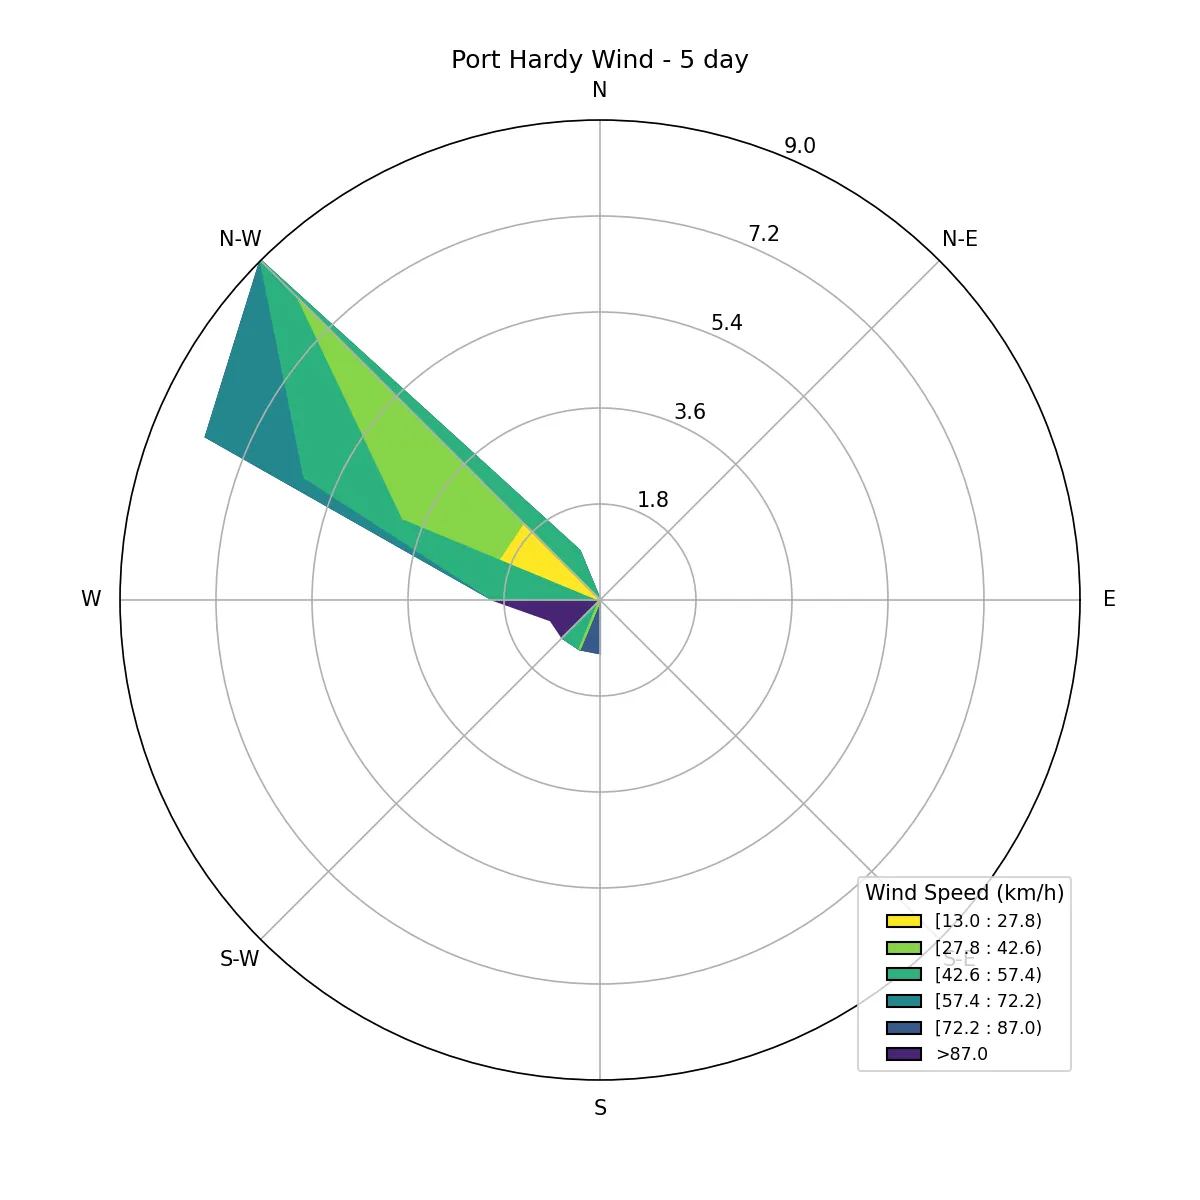 Port Hardy Wind - 5 day
N
9.0
7.2
N-W
N-E
5.4
3.6
1.8
W
E
S-W
S-E
S
Wind Speed (km/h)
[13.0 : 27.8)
[27.8 : 42.6)
[42.6 : 57.4)
[57.4 : 72.2)
[72.2 : 87.0)
>87.0